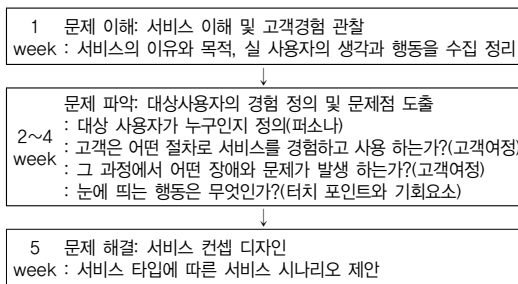 1 문제 이해: 서비스 이해 및 고객경험 관찰
week : 서비스의 이유와 목적, 실 사용자의 생각과 행동을 수집 정리
↓
문제 파악: 대상사용자의 경험 정의 및 문제점 도출
: 대상 사용자가 누구인지 정의(퍼소나)
2~4
week
: 고객은 어떤 절차로 서비스를 경험하고 사용 하는가?(고객여정)
: 그 과정에서 어떤 장애와 문제가 발생 하는가?(고객여정)
: 눈에 띄는 행동은 무엇인가?(터치 포인트와 기회요소)
↓
5 문제 해결: 서비스 컨셉 디자인
week : 서비스 타입에 따른 서비스 시나리오 제안